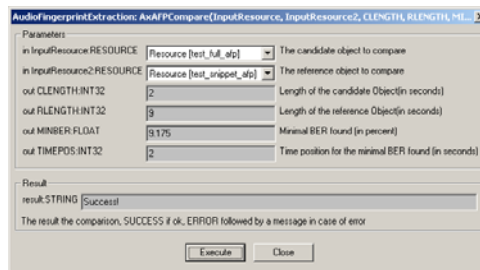 AudioFingerprintExtraction: AxAFPCompare(InputResource, InputResource2, CLENGTH, RLENGTH, MI...
Parameters
in InputResource:RESOURCE Resource [test_full_afp] The candidate object to compare
in InputResource2:RESOURCE Resource [test_snippet_afp] The reference object to compare
out CLENGTH:INT32 2 Length of the candidate Object(in seconds)
out RLENGTH:INT32 9 Length of the reference Object(in seconds)
out MINBER:FLOAT 9.175 Minimal BER found (in percent)
out TIMEPOS:INT32 2 Time position for the minimal BER found (in seconds)
Result
result:STRING Success!
The result the comparison, SUCCESS if ok, ERROR followed by a message in case of error
Execute Close